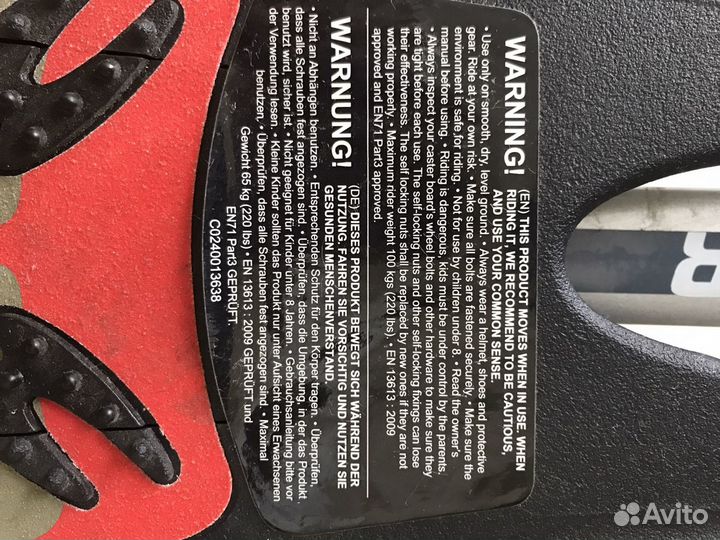 WARNING!
(EN) THIS PRODUCT MOVES WHEN IN USE. WHEN
RIDING IT, WE RECOMMEND TO BE CAUTIOUS,
AND USE YOUR COMMON SENSE.
• Use only on smooth, dry, level ground. • Always wear a helmet, shoes and protective
gear. Ride at your own risk. • Make sure all bolts are fastened securely. • Make sure the
environment is safe for riding. • Not for use by children under 8. • Read the owner's
manual before using. • Riding is dangerous, kids must be under control by the parents.
• Always inspect your caster board's wheel bolts and other hardware to make sure they
are tight before each use. The self-locking nuts and other self-locking fixings can lose
their effectiveness. The self locking nuts shall be replaced by new ones if they are not
working properly. • Maximum rider weight 100 kgs (220 lbs). • EN 13613 : 2009
approved and EN71 Part3 approved.
WARNUNG!
(DE) DIESES PRODUKT BEWEGT SICH WÄHREND DER
NUTZUNG, FAHREN SIE VORSICHTIG UND NUTZEN SIE
GESUNDEN MENSCHENVERSTAND.
• Nicht an Abhängen benutzen. • Entsprechenden Schutz für den Körper tragen. • Überprüfen,
dass alle Schrauben fest angezogen sind. • Überprüfen, dass die Umgebung, in der das Produkt
benutzt wird, sicher ist. • Nicht geeignet für Kinder unter 8 Jahren. • Gebrauchsanleitung bitte vor
der Verwendung lesen. • Kleine Kinder sollten das Produkt nur unter Aufsicht eines Erwachsenen
benutzen. • Überprüfen, dass alle Schrauben fest angezogen sind. • Maximal
Gewicht 65 kg (220 lbs) • EN 13613 : 2009 GEPRÜFT und
EN71 Part3 GEPRÜFT.
C0240013638
Avito